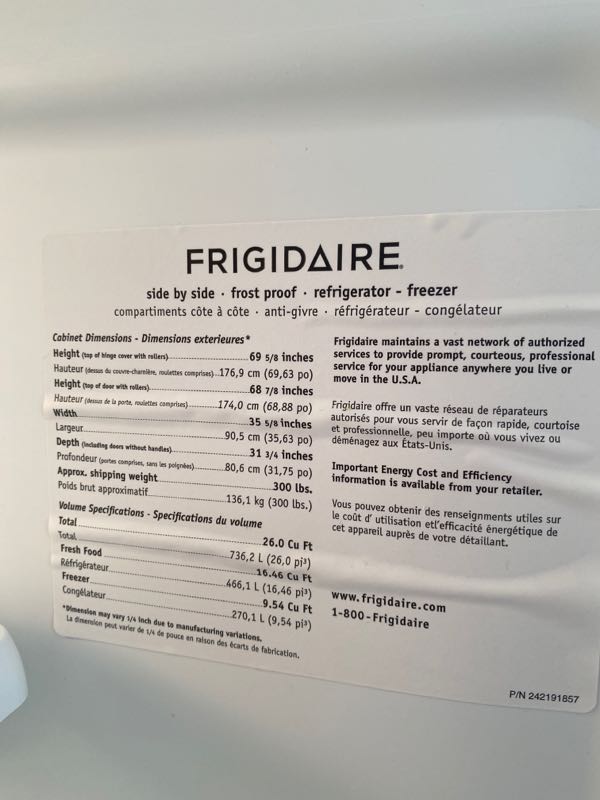 FRIGIDAIRE
side by side · frost proof · refrigerator - freezer
compartiments côte à côte · anti-givre · réfrigérateur - congélateur
Cabinet Dimensions - Dimensions exterieures*
Height (top of hinge cover with rollers)..........69 5/8 inches
Hauteur (dessus du couvre-charnière, roulettes comprises)...176,9 cm (69,63 po)
Height (top of door with rollers)..........68 7/8 inches
Hauteur (dessus de la porte, roulettes comprises)..........174,0 cm (68,88 po)
Width..........35 5/8 inches
Largeur..........90,5 cm (35,63 po)
Depth (including doors without handles)..........31 3/4 inches
Profondeur (portes comprises, sans les poignées)..........80,6 cm (31,75 po)
Approx. shipping weight..........300 lbs.
Poids brut approximatif..........136,1 kg (300 lbs.)
Volume Specifications - Specifications du volume
Total..........26.0 Cu Ft
Total..........736,2 L (26,0 pi³)
Fresh Food..........16.46 Cu Ft
Réfrigérateur..........466,1 L (16,46 pi³)
Freezer..........9.54 Cu Ft
Congélateur..........270,1 L (9,54 pi³)
*Dimension may vary 1/4 inch due to manufacturing variations.
La dimension peut varier de 1/4 de pouce en raison des écarts de fabrication.
Frigidaire maintains a vast network of authorized
services to provide prompt, courteous, professional
service for your appliance anywhere you live or
move in the U.S.A.
Frigidaire offre un vaste réseau de réparateurs
autorisés pour vous servir de façon rapide, courtoise
et professionnelle, peu importe où vous vivez ou
déménagez aux États-Unis.
Important Energy Cost and Efficiency
information is available from your retailer.
Vous pouvez obtenir des renseignments utiles sur
le coût d' utilisation etl'efficacité énergétique de
cet appareil auprès de votre détaillant.
www.frigidaire.com
1-800-Frigidaire
P/N 242191857